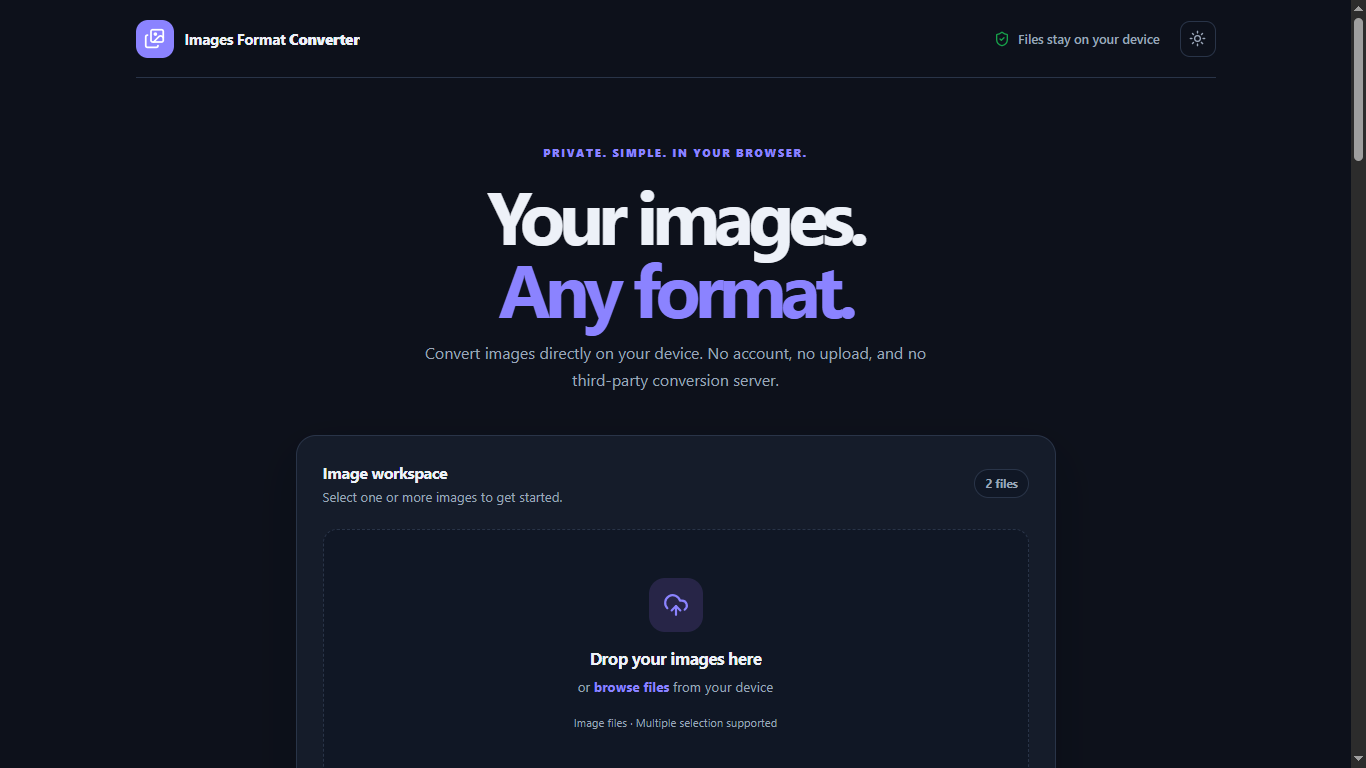 Images Format Converter
Files stay on your device
PRIVATE. SIMPLE. IN YOUR BROWSER.
Your images.
Any format.
Convert images directly on your device. No account, no upload, and no
third-party conversion server.
Image workspace
Select one or more images to get started.
2 files
Drop your images here
or browse files from your device
Image files · Multiple selection supported